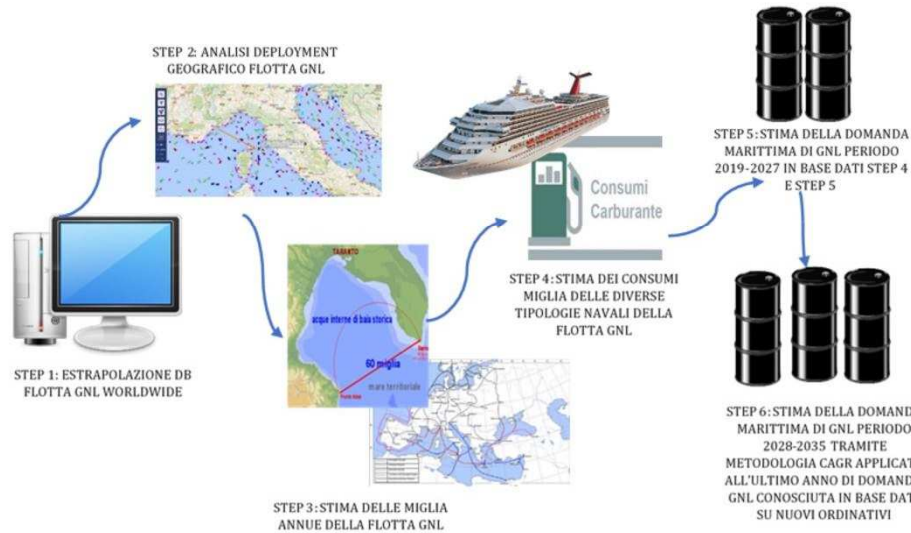 STEP 2: ANALISI DEPLOYMENT
GEOGRAFICO FLOTTA GNL
STEP 1: ESTRAPOLAZIONE DB
FLOTTA GNL WORLDWIDE
TARANTO
acque interne di baia storica
60 miglia
mare territoriale
STEP 3: STIMA DELLE MIGLIA
ANNUE DELLA FLOTTA GNL
Consumi
Carburante
STEP 4: STIMA DEI CONSUMI
MIGLIA DELLE DIVERSE
TIPOLOGIE NAVALI DELLA
FLOTTA GNL
STEP 5: STIMA DELLA DOMANDA
MARITTIMA DI GNL PERIODO
2019-2027 IN BASE DATI STEP 4
E STEP 5
STEP 6: STIMA DELLA DOMAND
MARITTIMA DI GNL PERIODO
2028-2035 TRAMITE
METODOLOGIA CAGR APPLICAT
ALL'ULTIMO ANNO DI DOMAND
GNL CONOSCIUTA IN BASE DAT
SU NUOVI ORDINATIVI